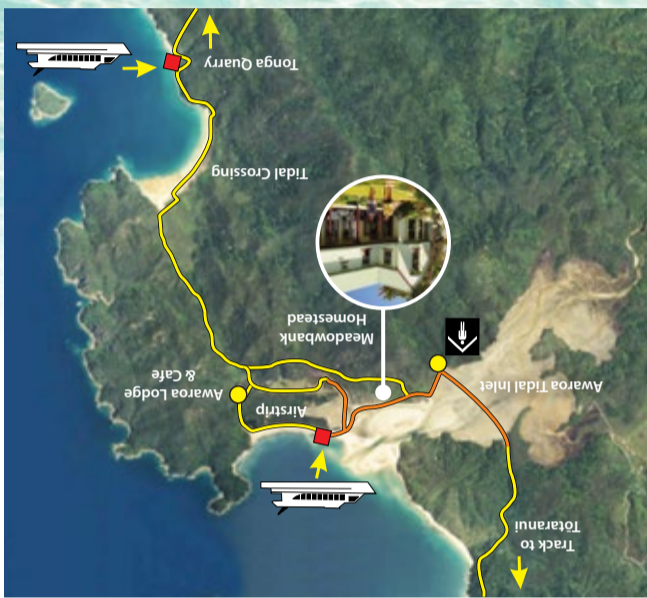 Track to
Tōtaranui
Awaroa Tidal Inlet
Airstrip
Awaroa Lodge
& Cafe
Meadowbank
Homestead
Tidal Crossing
Tonga Quarry